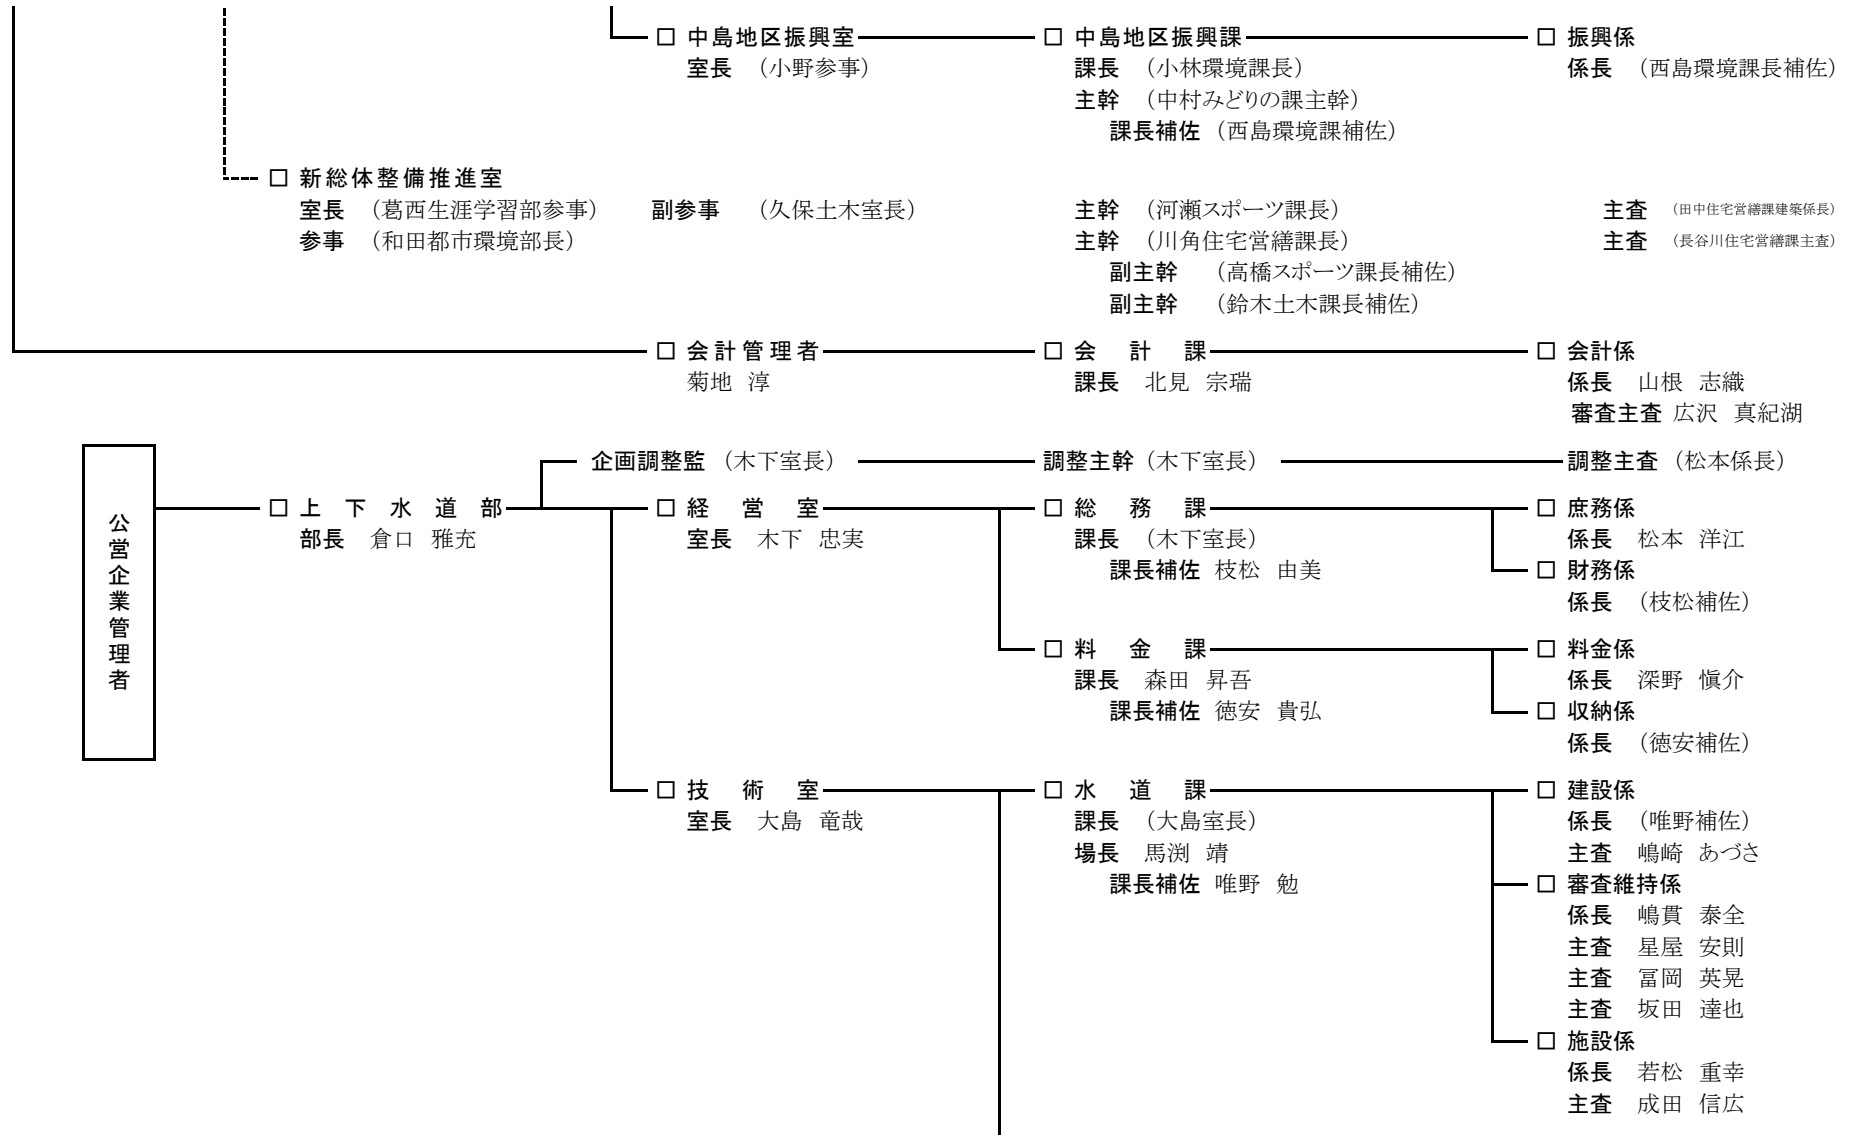 □ 中島地区振興室 □ 中島地区振興課 □ 振興係
室長 （小野参事） 課長 （小林環境課長） 係長 （西島環境課長補佐）
主幹 （中村みどりの課主幹）
課長補佐 （西島環境課補佐）
□ 新総体整備推進室
室長 （葛西生涯学習部参事） 副参事 （久保土木室長） 主幹 （河瀬スポーツ課長） 主査 （田中住宅営繕課建築係長）
参事 （和田都市環境部長） 主幹 （川角住宅営繕課長） 主査 （長谷川住宅営繕課主査）
副主幹 （高橋スポーツ課長補佐）
副主幹 （鈴木土木課長補佐）
□ 会計管理者 □ 会計課 □ 会計係
菊地 淳 課長 北見 宗瑞 係長 山根 志織
審査主査 広沢 真紀湖
公営企業管理者
企画調整監 （木下室長） 調整主幹 （木下室長） 調整主査 （松本係長）
□ 上下水道部 □ 経営室 □ 総務課 □ 庶務係
部長 倉口 雅充 室長 木下 忠実 課長 （木下室長） 係長 松本 洋江
課長補佐 枝松 由美 □ 財務係
係長 （枝松補佐）
□ 料金課 □ 料金係
課長 森田 昇吾 係長 深野 愼介
課長補佐 徳安 貴弘 □ 収納係
係長 （徳安補佐）
□ 技術室 □ 水道課 □ 建設係
室長 大島 竜哉 課長 （大島室長） 係長 （唯野補佐）
場長 馬渕 靖 主査 嶋崎 あづさ
課長補佐 唯野 勉 □ 審査維持係
係長 嶋貫 泰全
主査 星屋 安則
主査 冨岡 英晃
主査 坂田 達也
□ 施設係
係長 若松 重幸
主査 成田 信広